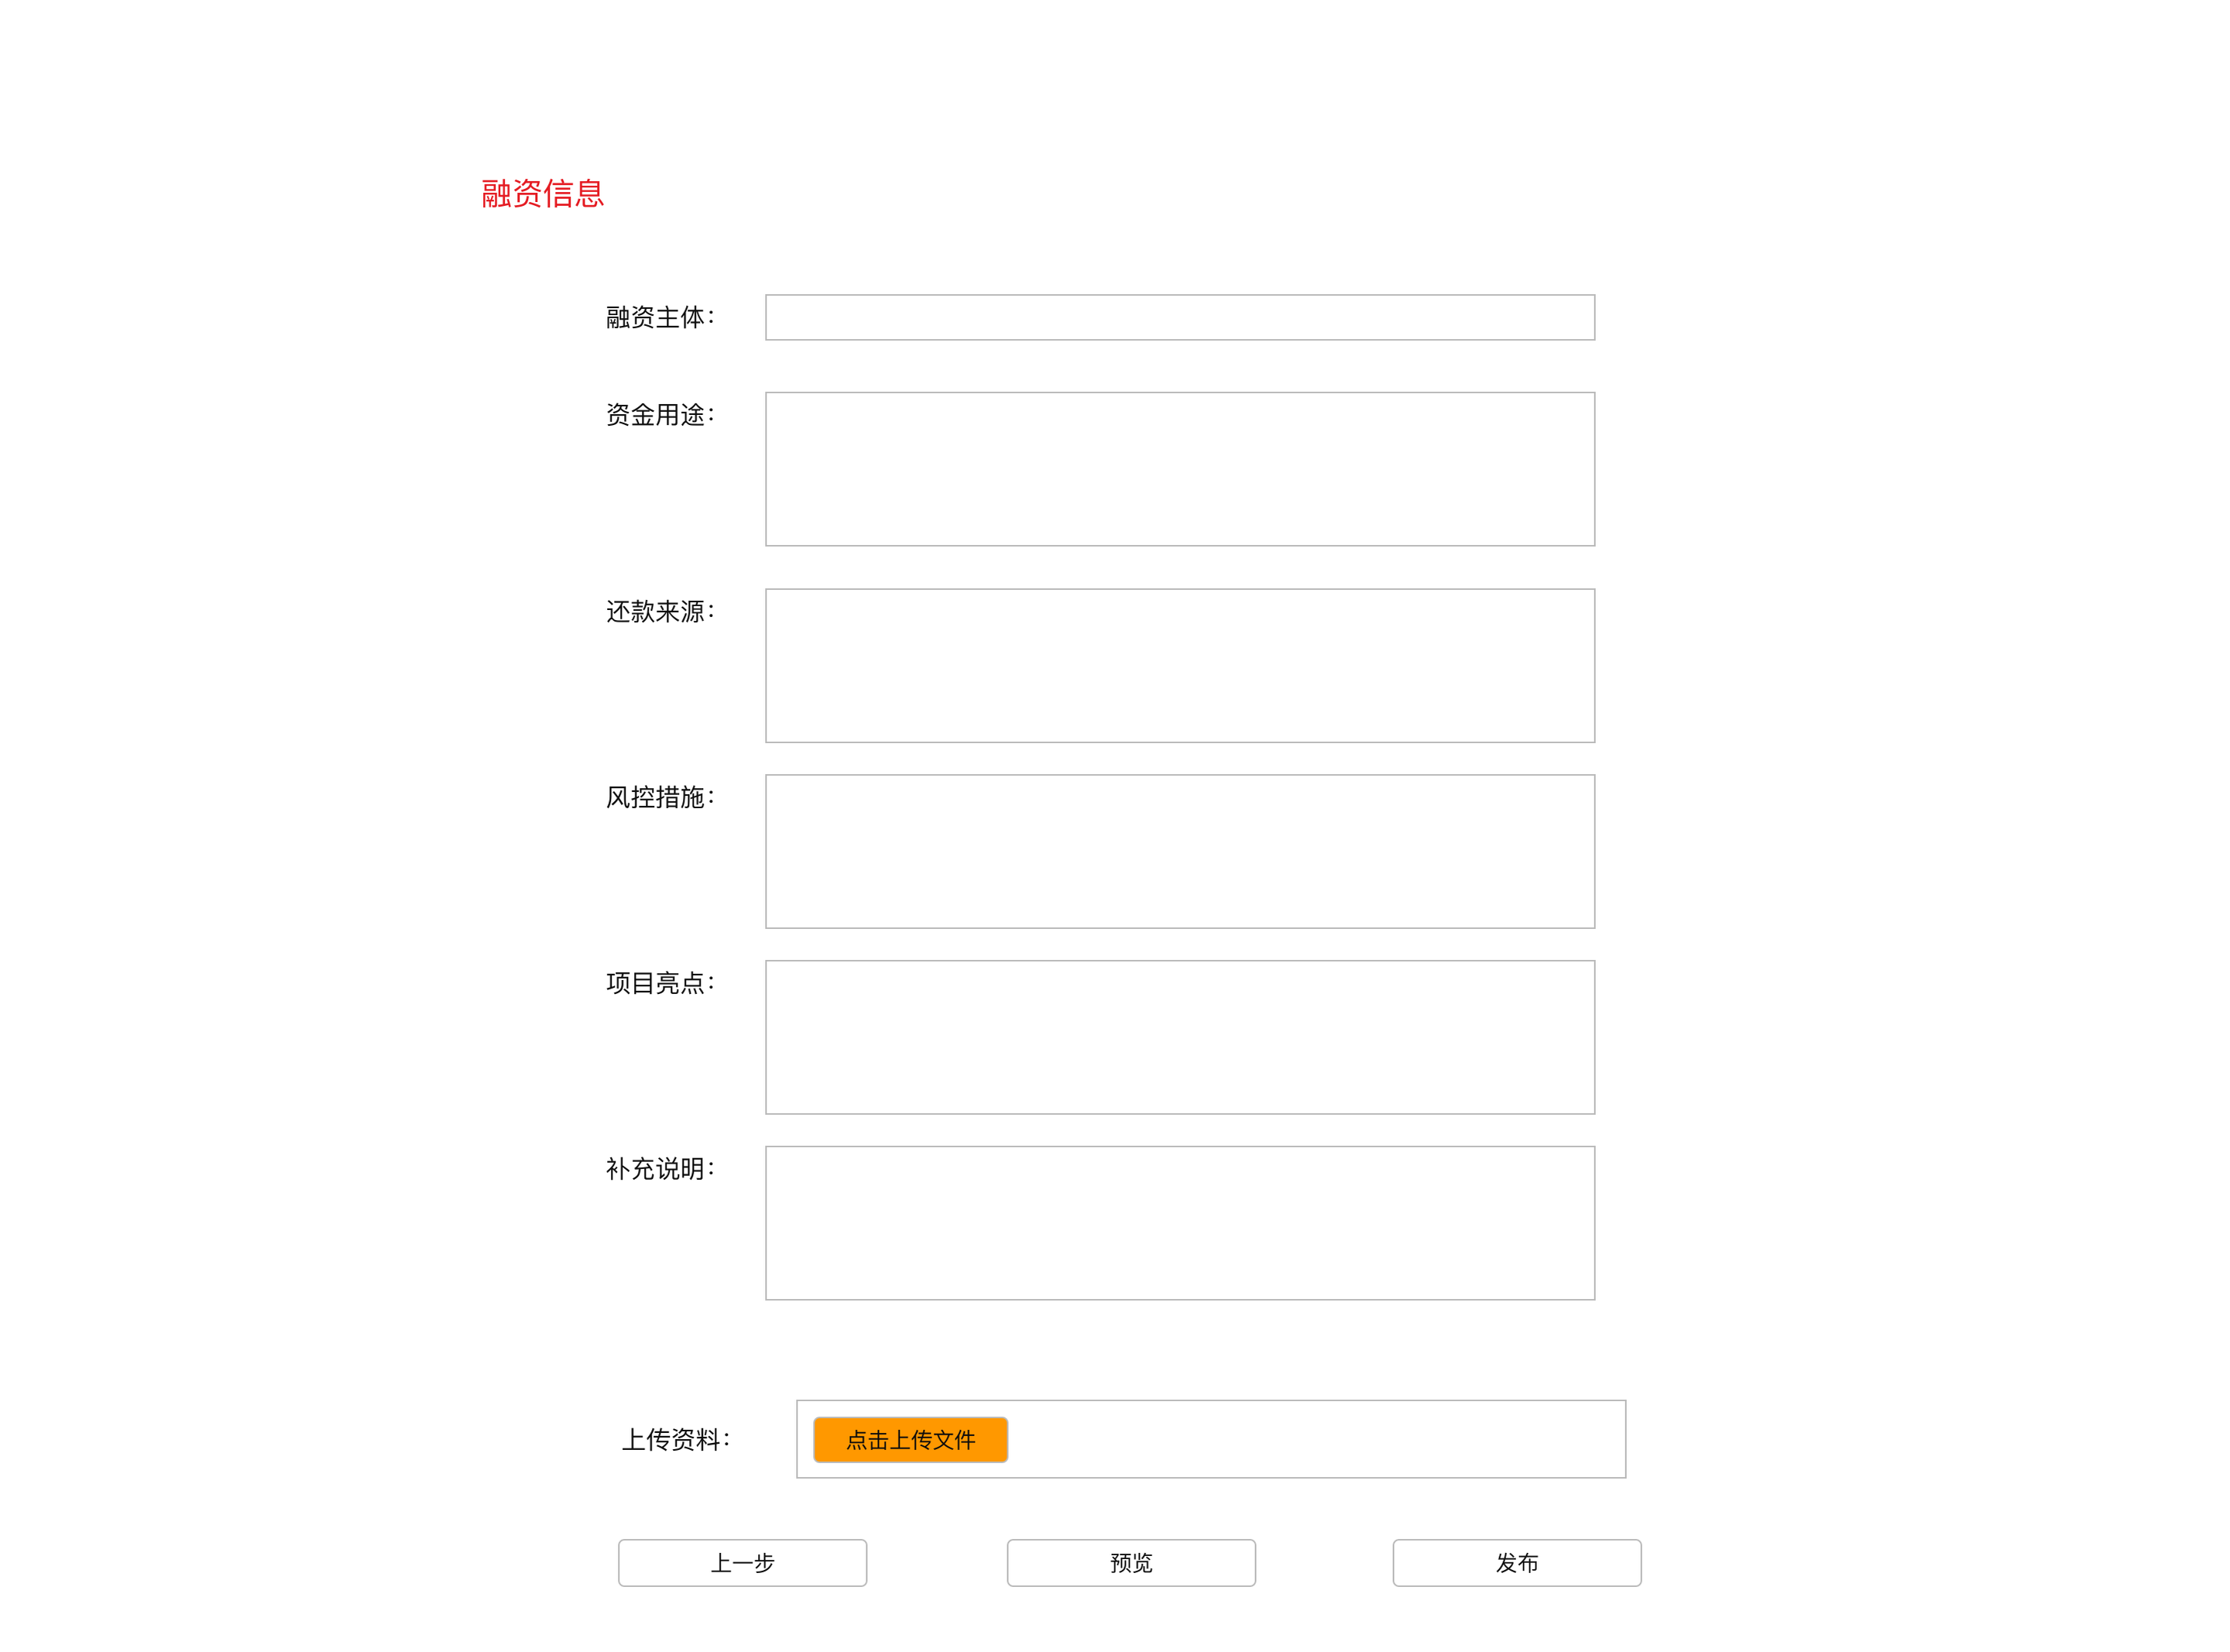 融资信息
融资主体：
资金用途：
还款来源：
风控措施：
项目亮点：
补充说明：
上传资料：
点击上传文件
上一步
预览
发布